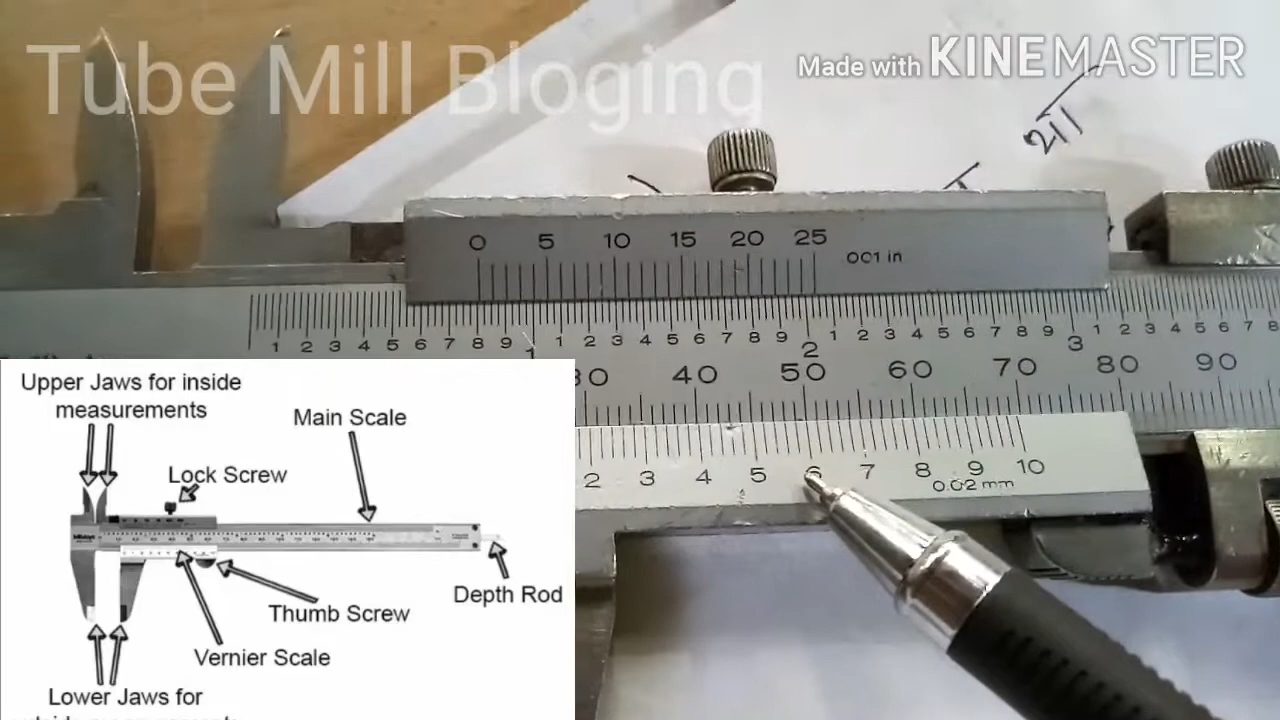 Tube Mill Bloging
Made with KINEMASTER
या
0 5 10 15 20 25
001 in
1 2 3 4 5 6 7 8 9 1 1 2 3 4 5 6 7 8 9 2 1 2 3 4 5 6 7 8 9 3 1 2 3 4 5 6 7 8
40 50 60 70 80 90
2 3 4 5 6 7 8 9 10
0.02 mm
Upper Jaws for inside
measurements
Main Scale
Lock Screw
Depth Rod
Thumb Screw
Vernier Scale
Lower Jaws for